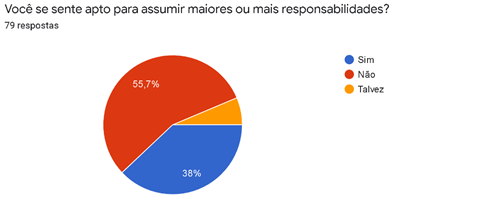 Você se sente apto para assumir maiores ou mais responsabilidades?
79 respostas
Sim
Não
Talvez
55,7%
38%